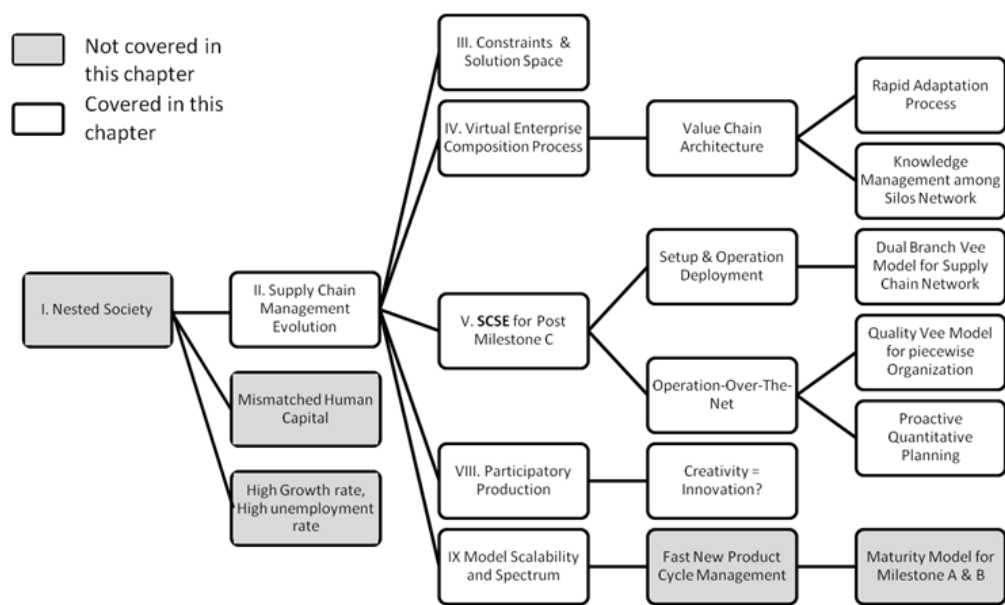 Not covered in
this chapter
Covered in this
chapter
I. Nested Society
II. Supply Chain
Management
Evolution
Mismatched Human
Capital
High Growth rate,
High unemployment
rate
III. Constraints &
Solution Space
IV. Virtual Enterprise
Composition Process
V. SCSE for Post
Milestone C
VIII. Participatory
Production
IX Model Scalability
and Spectrum
Value Chain
Architecture
Setup & Operation
Deployment
Operation-Over-The-
Net
Creativity =
Innovation?
Fast New Product
Cycle Management
Rapid Adaptation
Process
Knowledge
Management among
Silos Network
Dual Branch Vee
Model for Supply
Chain Network
Quality Vee Model
for piecewise
Organization
Proactive
Quantitative
Planning
Maturity Model for
Milestone A & B